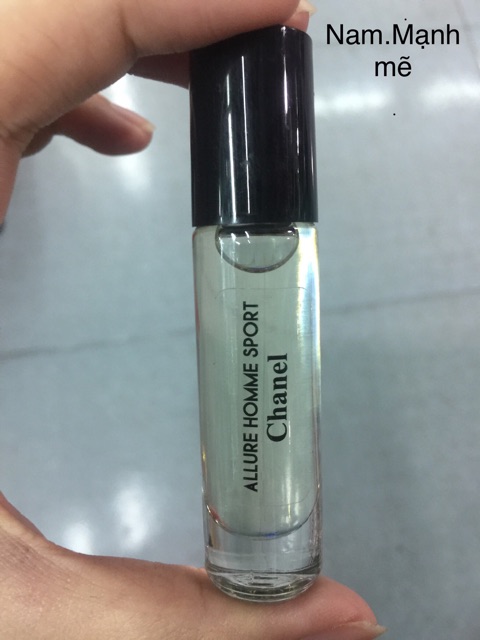 Nam.Mạnh
mẽ
.
ALLURE HOMME SPORT
Chanel